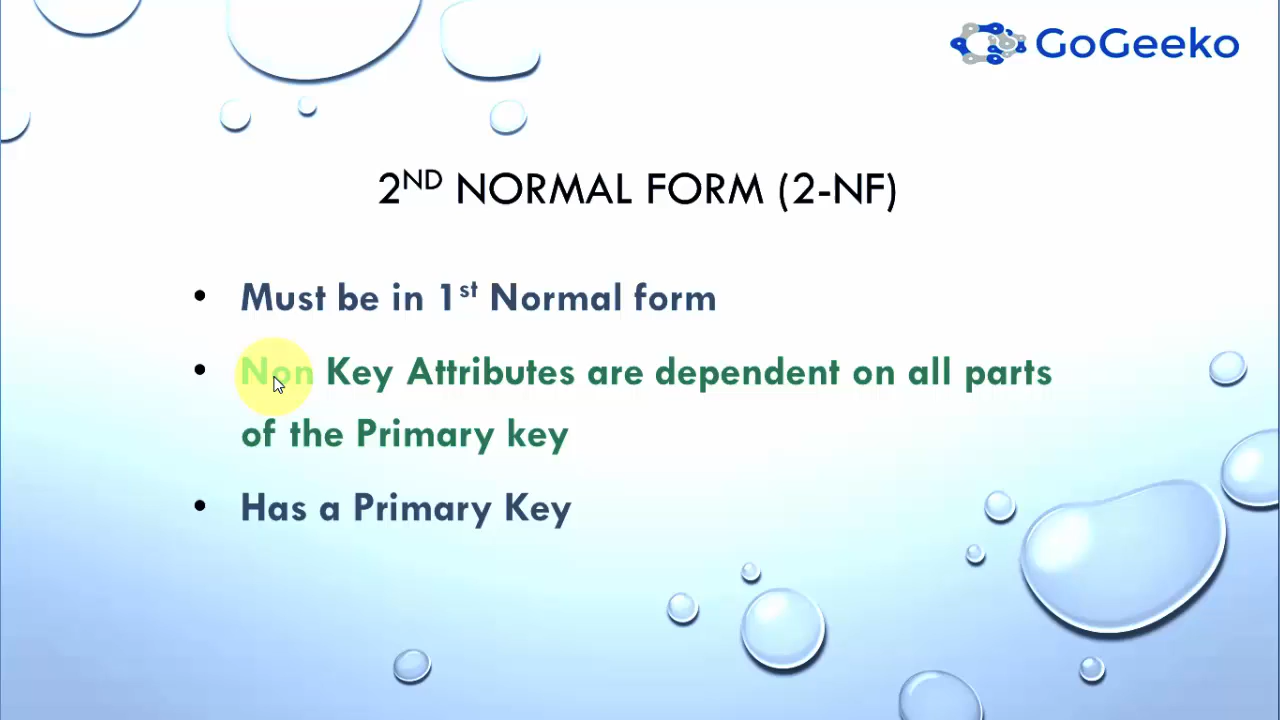 GoGeeko
2ND NORMAL FORM (2-NF)
• Must be in 1st Normal form
• Non Key Attributes are dependent on all parts
of the Primary key
• Has a Primary Key